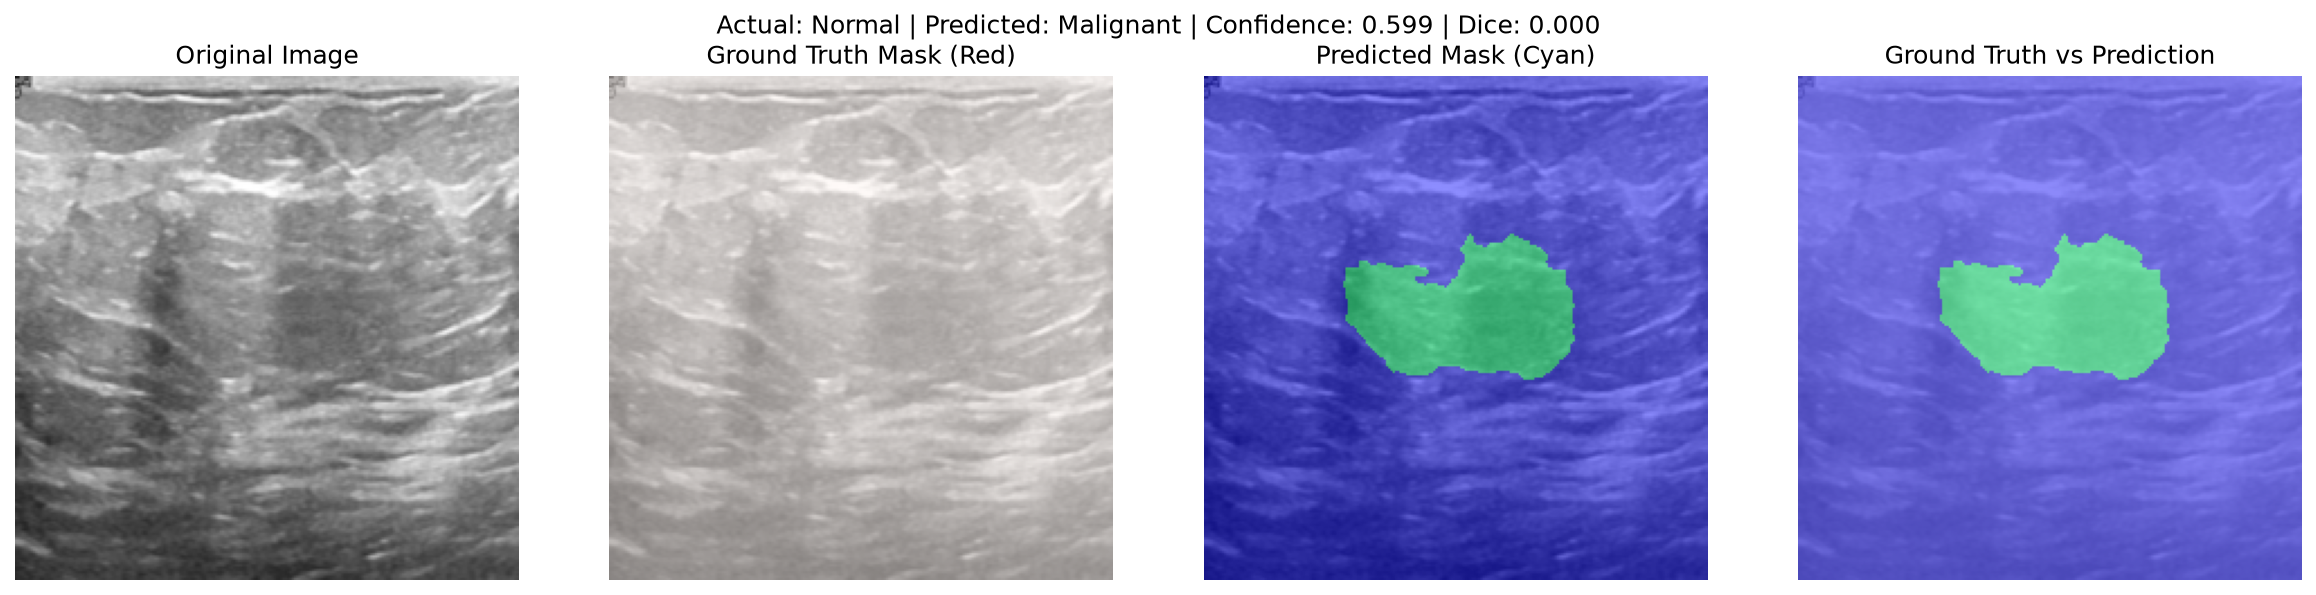 Actual: Normal | Predicted: Malignant | Confidence: 0.599 | Dice: 0.000
Original Image
Ground Truth Mask (Red)
Predicted Mask (Cyan)
Ground Truth vs Prediction